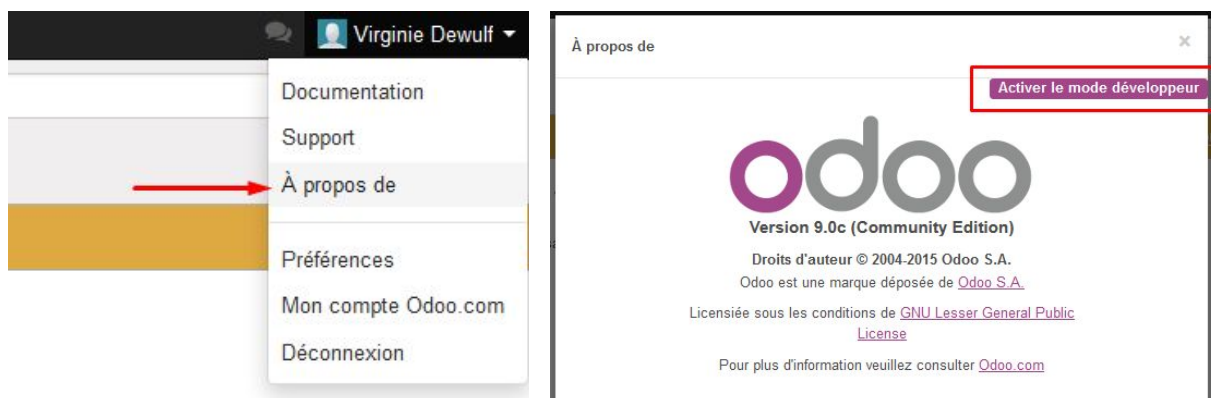 Virginie Dewulf
Documentation
Support
À propos de
Préférences
Mon compte Odoo.com
Déconnexion
À propos de
×
Activer le mode développeur
odoo
Version 9.0c (Community Edition)
Droits d'auteur © 2004-2015 Odoo S.A.
Odoo est une marque déposée de Odoo S.A.
Licensiée sous les conditions de GNU Lesser General Public
License
Pour plus d'information veuillez consulter Odoo.com